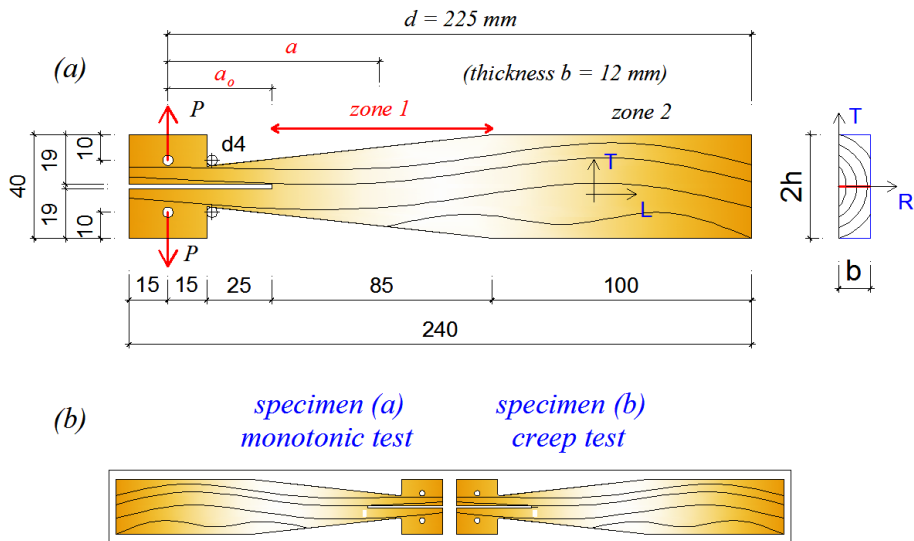 d = 225 mm
a
(a)
(thickness b = 12 mm)
a₀
P
zone 1
zone 2
T
d4
10
19
40
T
2h
R
L
19
10
P
b
15
15
25
85
100
240
(b)
specimen (a)
monotonic test
specimen (b)
creep test